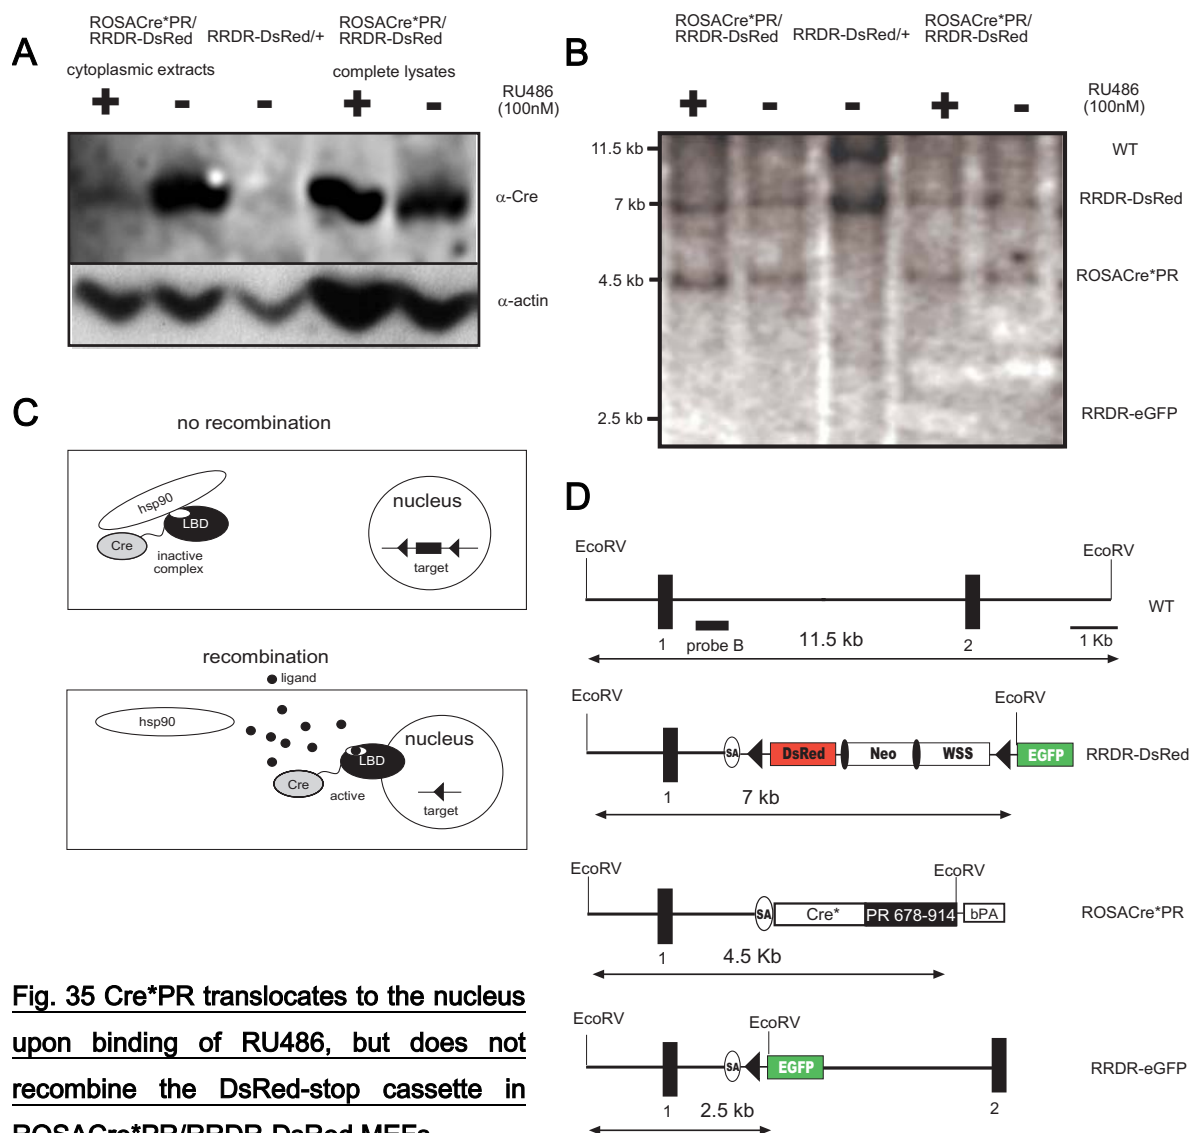 A
ROSACre*PR/
RRDR-DsRed
RRDR-DsRed/+
ROSACre*PR/
RRDR-DsRed
cytoplasmic extracts
complete lysates
+ - - + -
RU486
(100nM)
α-Cre
α-actin
B
ROSACre*PR/
RRDR-DsRed
RRDR-DsRed/+
ROSACre*PR/
RRDR-DsRed
+ - - + -
RU486
(100nM)
11.5 kb
WT
7 kb
RRDR-DsRed
4.5 kb
ROSACre*PR
2.5 kb
RRDR-eGFP
C
no recombination
hsp90
LBD
Cre
inactive
complex
nucleus
target
recombination
ligand
hsp90
nucleus
LBD
Cre
active
target
D
EcoRV
EcoRV
WT
1
probe B
11.5 kb
2
1 Kb
EcoRV
EcoRV
SA
DsRed
Neo
WSS
EGFP
RRDR-DsRed
1
7 kb
EcoRV
EcoRV
SA
Cre*
PR 678-914
bPA
ROSACre*PR
1
4.5 Kb
EcoRV
EcoRV
SA
EGFP
RRDR-eGFP
1
2.5 kb
2
Fig. 35 Cre*PR translocates to the nucleus
upon binding of RU486, but does not
recombine the DsRed-stop cassette in
ROSACre*PR/RRDR-DsRed MEFs